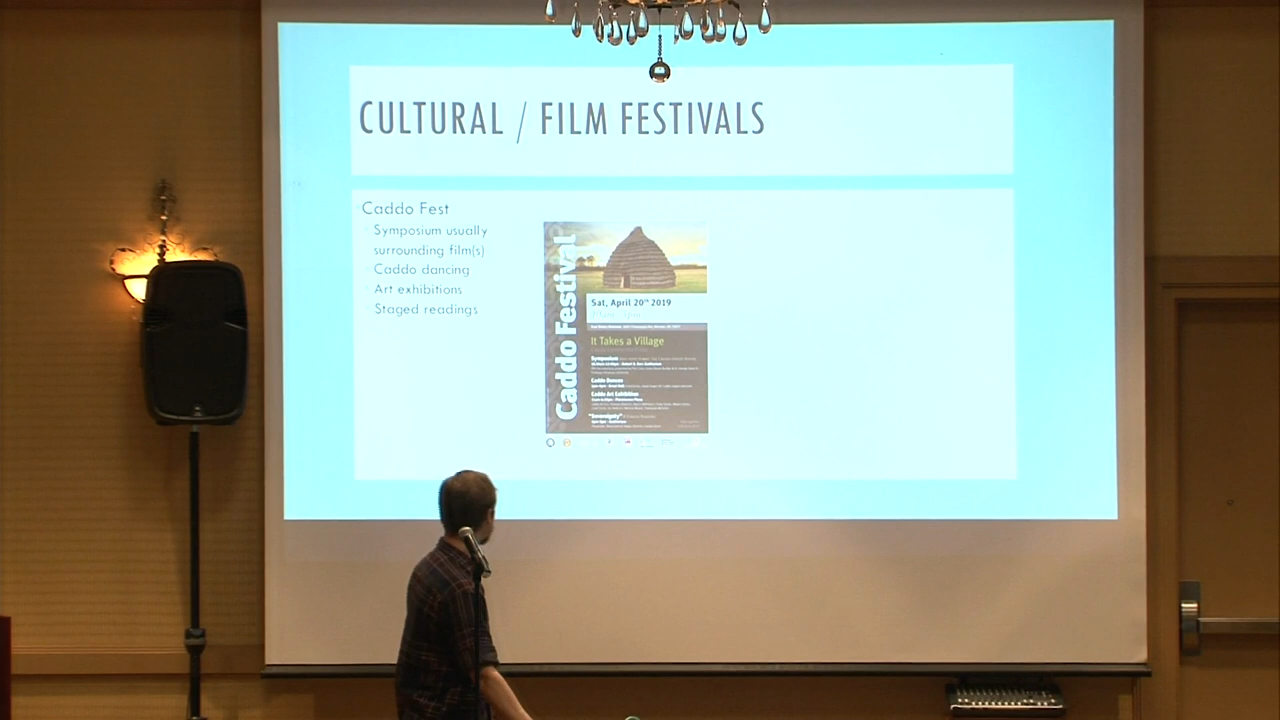 CULTURAL / FILM FESTIVALS
Caddo Fest
Symposium usually
surrounding film(s)
Caddo dancing
Art exhibitions
Staged readings
Caddo Festival
Sat, April 20th 2019
It Takes a Village
Symposium
Caddo Dances
Caddo Art Exhibition
"Sovereignty"